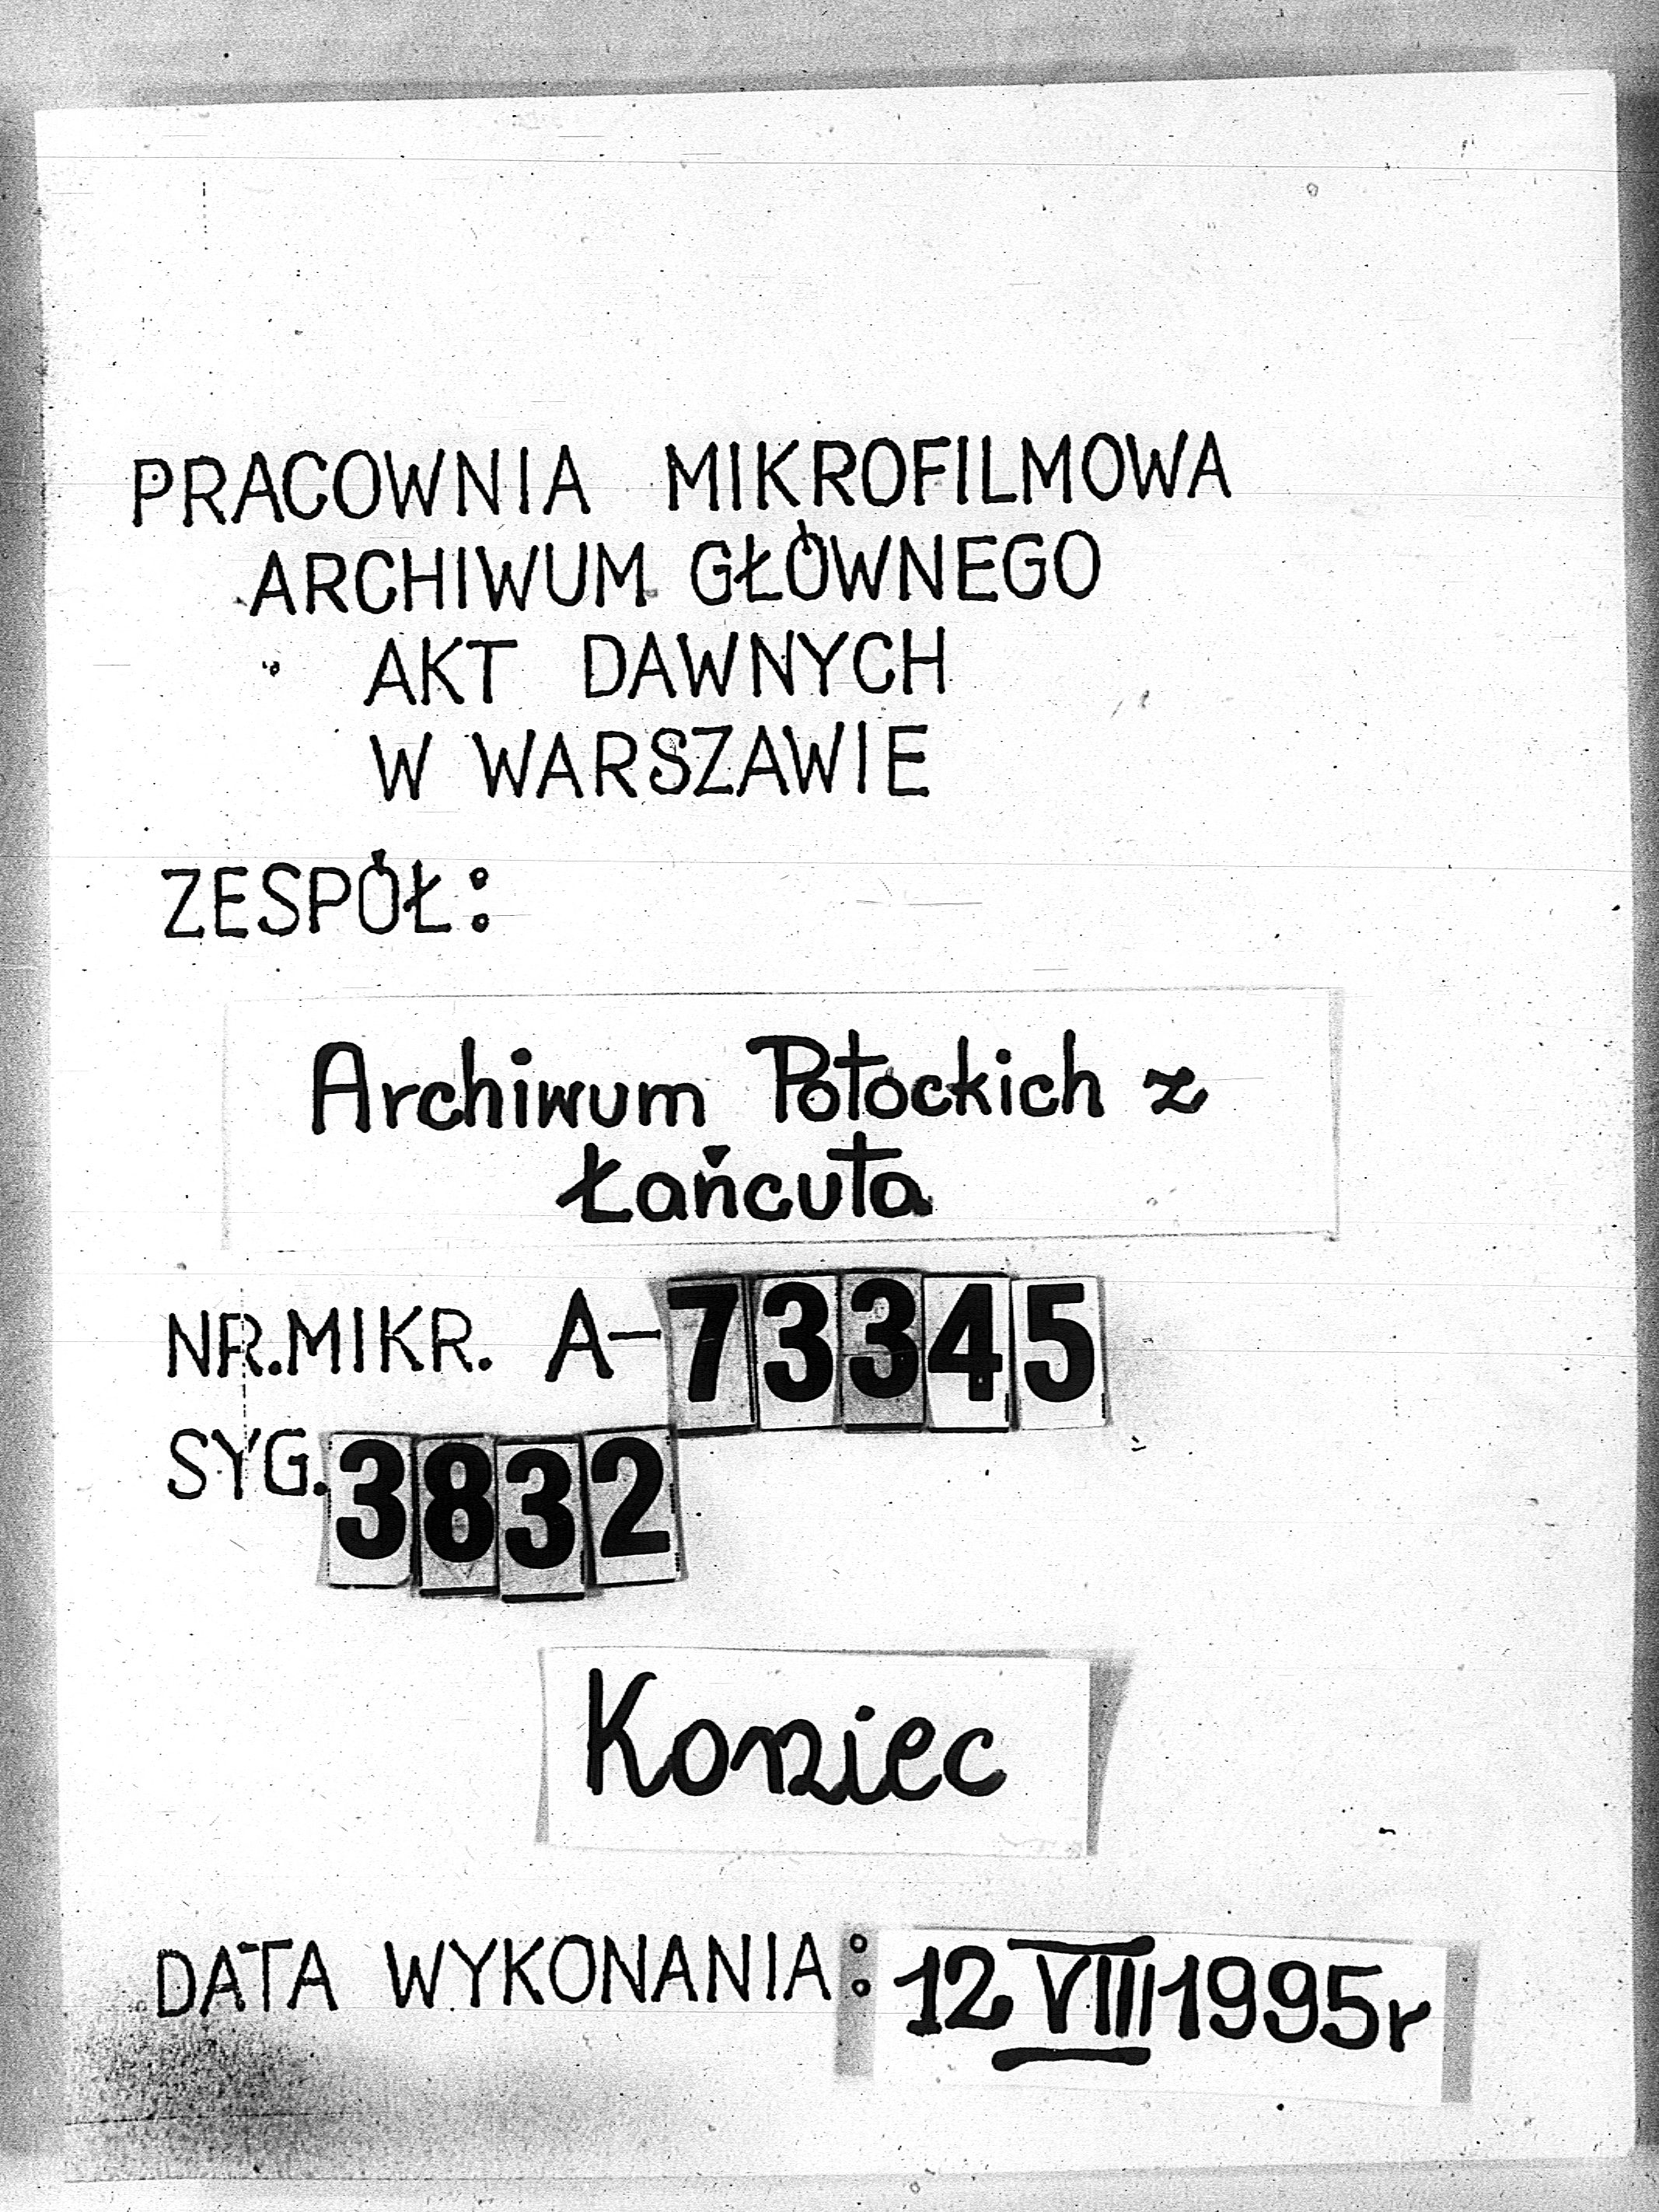 PRACOWNIA MIKROFILMOWA
ARCHIWUM GŁÓWNEGO
AKT DAWNYCH
W WARSZAWIE
ZESPÓŁ:
Archiwum Potockich z
Łańcuta
NR.MIKR. A-73345
SYG.3832
Koniec
DATA WYKONANIA: 12 VIII 1995r